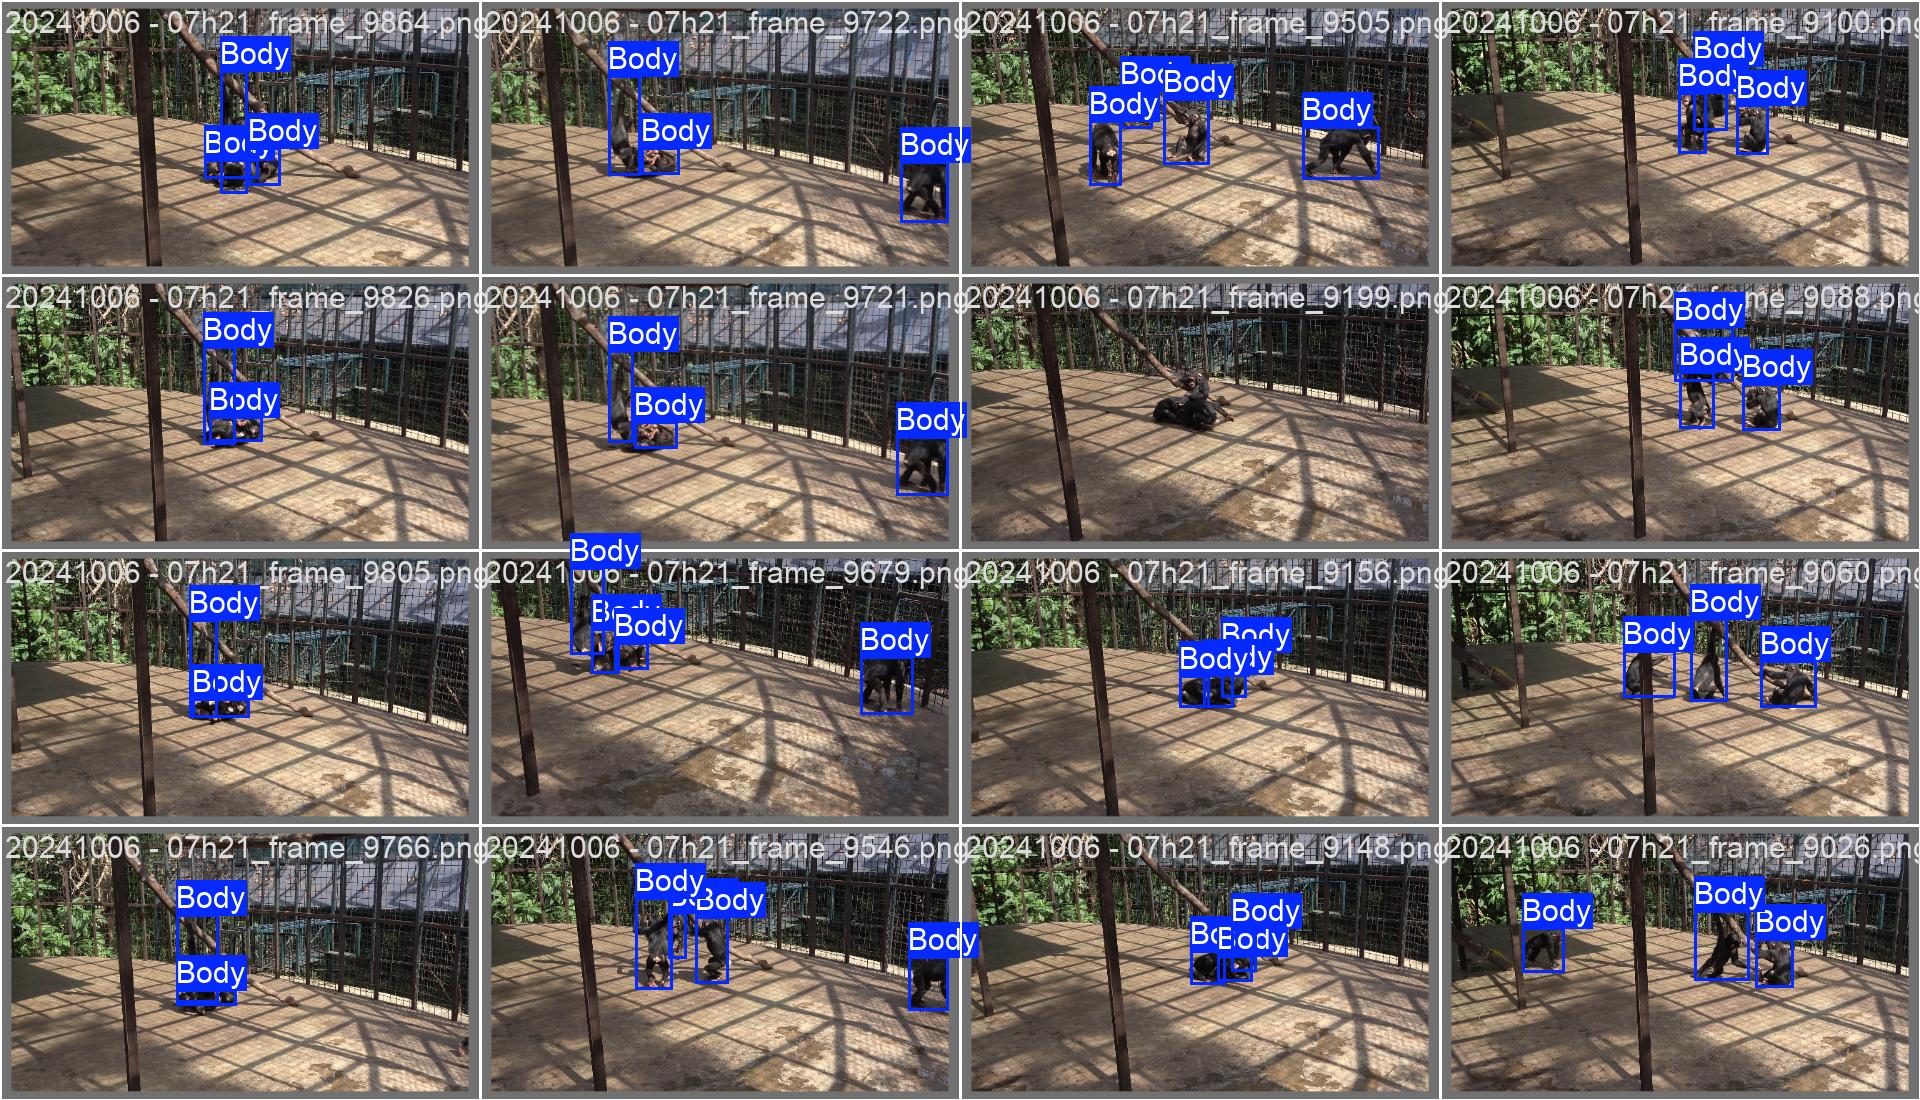 20241006 - 07h21_frame_9864.png
Body
Body
Body
20241006 - 07h21_frame_9722.png
Body
Body
Body
20241006 - 07h21_frame_9505.png
Body
Body
Body
Body
20241006 - 07h21_frame_9100.png
Body
Body
Body
20241006 - 07h21_frame_9826.png
Body
Body
20241006 - 07h21_frame_9721.png
Body
Body
Body
20241006 - 07h21_frame_9199.png
20241006 - 07h21_frame_9088.png
Body
Body
Body
20241006 - 07h21_frame_9805.png
Body
Body
20241006 - 07h21_frame_9679.png
Body
Body
Body
Body
20241006 - 07h21_frame_9156.png
Body
Body
20241006 - 07h21_frame_9060.png
Body
Body
Body
20241006 - 07h21_frame_9766.png
Body
Body
20241006 - 07h21_frame_9546.png
Body
Body
Body
20241006 - 07h21_frame_9148.png
Body
Body
20241006 - 07h21_frame_9026.png
Body
Body
Body